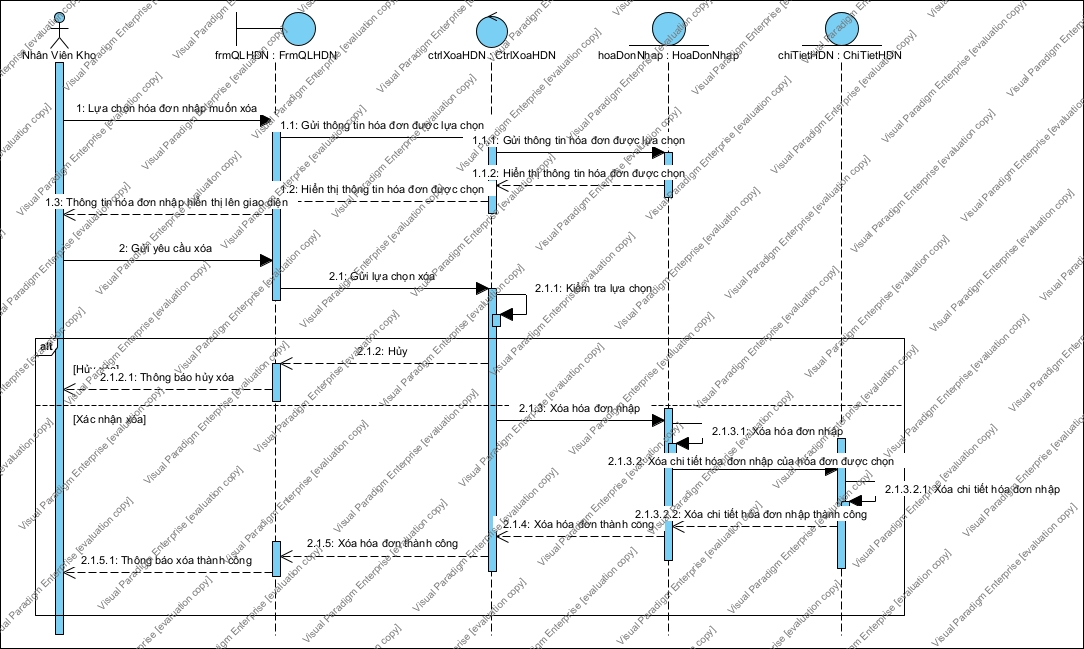 Nhân Viên Kho
frmQLHDN : FrmQLHDN
ctrlXoaHDN : CtrlXoaHDN
hoaDonNhap : HoaDonNhap
chiTietHDN : ChiTietHDN
1: Lựa chọn hóa đơn nhập muốn xóa
1.1: Gửi thông tin hóa đơn được lựa chọn
1.1.1: Gửi thông tin hóa đơn được lựa chọn
1.1.2: Hiển thị thông tin hóa đơn được chọn
1.2: Hiển thị thông tin hóa đơn được chọn
1.3: Thông tin hóa đơn nhập hiển thị lên giao diện
2: Gửi yêu cầu xóa
2.1: Gửi lựa chọn xóa
2.1.1: Kiểm tra lựa chọn
alt
2.1.2: Hủy
2.1.2.1: Thông báo hủy xóa
[Xác nhận xóa]
2.1.3: Xóa hóa đơn nhập
2.1.3.1: Xóa hóa đơn nhập
2.1.3.2: Xóa chi tiết hóa đơn nhập của hóa đơn được chọn
2.1.3.2.1: Xóa chi tiết hóa đơn nhập
2.1.3.2.2: Xóa chi tiết hóa đơn nhập thành công
2.1.4: Xóa hóa đơn thành công
2.1.5: Xóa hóa đơn thành công
2.1.5.1: Thông báo xóa thành công
Visual Paradigm Enterprise [evaluation copy]